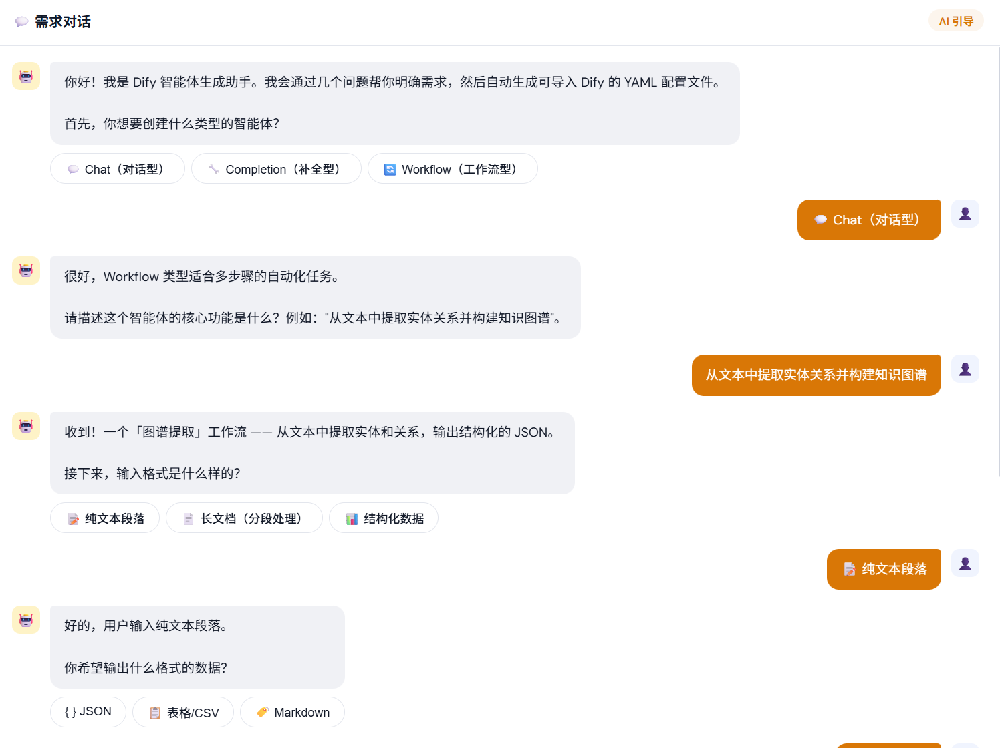 需求对话
AI 引导
你好！我是 Dify 智能体生成助手。我会通过几个问题帮你明确需求，然后自动生成可导入 Dify 的 YAML 配置文件。
首先，你想要创建什么类型的智能体？
Chat（对话型）
Completion（补全型）
Workflow（工作流型）
Chat（对话型）
很好，Workflow 类型适合多步骤的自动化任务。
请描述这个智能体的核心功能是什么？例如："从文本中提取实体关系并构建知识图谱"。
从文本中提取实体关系并构建知识图谱
收到！一个「图谱提取」工作流 —— 从文本中提取实体和关系，输出结构化的 JSON。
接下来，输入格式是什么样的？
纯文本段落
长文档（分段处理）
结构化数据
纯文本段落
好的，用户输入纯文本段落。
你希望输出什么格式的数据？
{ } JSON
表格/CSV
Markdown